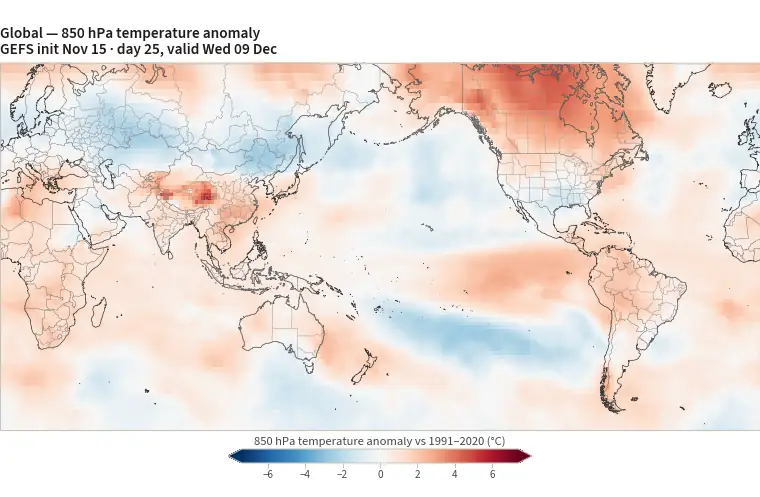 Global — 850 hPa temperature anomaly
GEFS init Nov 15 · day 25, valid Wed 09 Dec
850 hPa temperature anomaly vs 1991–2020 (°C)
−6 −4 −2 0 2 4 6